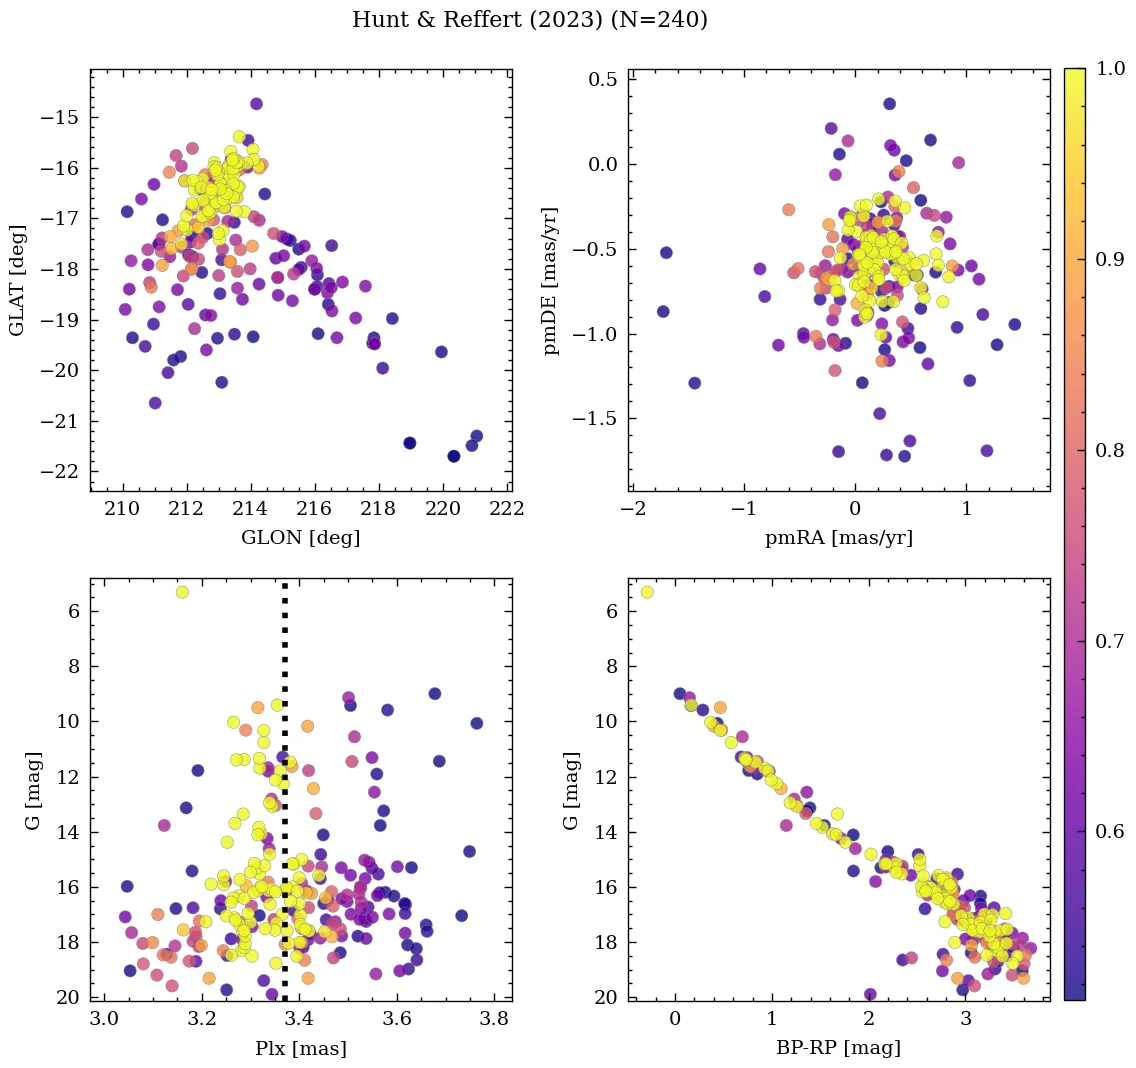 Hunt & Reffert (2023) (N=240)
−15
−16
−17
−18
−19
−20
−21
−22
GLAT [deg]
210 212 214 216 218 220 222
GLON [deg]
0.5
0.0
−0.5
−1.0
−1.5
pmDE [mas/yr]
−2 −1 0 1
pmRA [mas/yr]
6
8
10
12
14
16
18
20
G [mag]
3.0 3.2 3.4 3.6 3.8
Plx [mas]
6
8
10
12
14
16
18
20
G [mag]
0 1 2 3
BP-RP [mag]
1.0
0.9
0.8
0.7
0.6